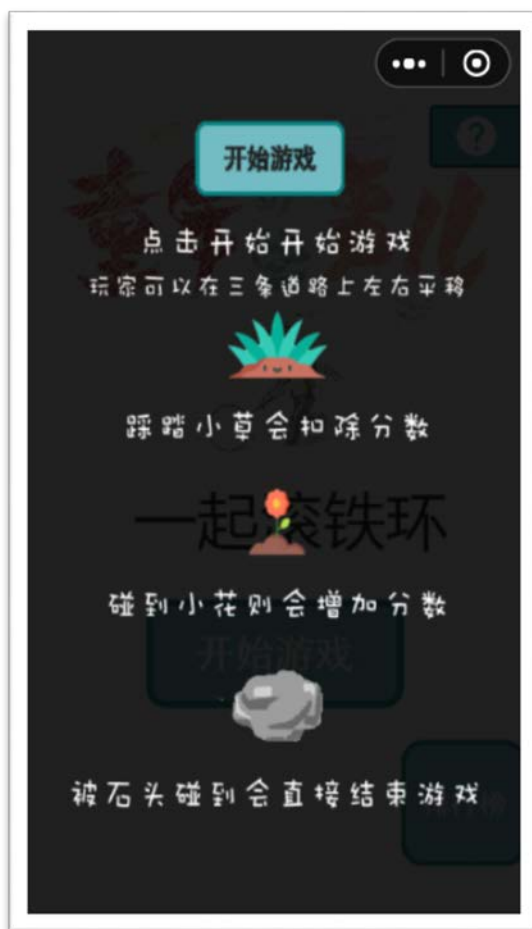 ?
开始游戏
点击开始开始游戏
玩家可以在三条道路上左右平移
踩踏小草会扣除分数
一起滚铁环
碰到小花则会增加分数
开始游戏
被石头碰到会直接结束游戏